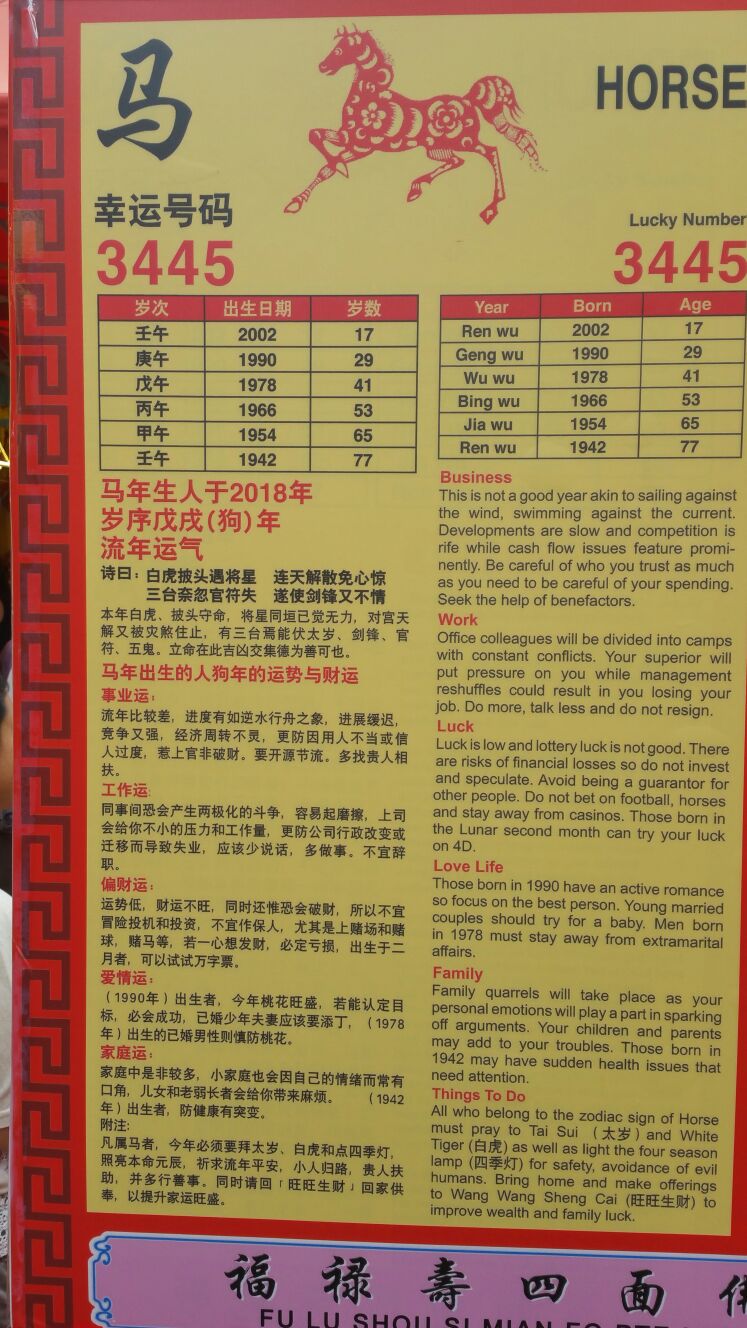 马
HORSE
幸运号码
3445
Lucky Number
3445
岁次 出生日期 岁数
壬午 2002 17
庚午 1990 29
戊午 1978 41
丙午 1966 53
甲午 1954 65
壬午 1942 77
马年生人于2018年
岁序戊戌(狗)年
流年运气
诗曰：白虎披头遇将星 连天解散免心惊
三台奈忽官符失 遂使剑锋又不情
本年白虎、披头守命，将星同垣已觉无力，对宫天
解又被灾煞住止，有三台焉能伏太岁、剑锋、官
符、五鬼。立命在此吉凶交集德为善可也。
马年出生的人狗年的运势与财运
事业运：
流年比较差，进度有如逆水行舟之象，进展缓迟，
竞争又强，经济周转不灵，更防因用人不当或信
人过度，惹上官非破财。要开源节流。多找贵人相
扶。
工作运：
同事间恐会产生两极化的斗争，容易起磨擦，上司
会给你不小的压力和工作量，更防公司行政改变或
迁移而导致失业，应该少说话，多做事。不宜辞
职。
偏财运：
运势低，财运不旺，同时还惟恐会破财，所以不宜
冒险投机和投资，不宜作保人，尤其是上赌场和赌
球，赌马等，若一心想发财，必定亏损，出生于二
月者，可以试试万字票。
爱情运：
（1990年）出生者，今年桃花旺盛，若能认定目
标，必会成功，已婚少年夫妻应该要添丁，（1978
年）出生的已婚男性则慎防桃花。
家庭运：
家庭中是非较多，小家庭也会因自己的情绪而常有
口角，儿女和老弱长者会给你带来麻烦。 （1942
年）出生者，防健康有突变。
附注:
凡属马者，今年必须要拜太岁、白虎和点四季灯，
照亮本命元辰，祈求流年平安，小人归路，贵人扶
助，并多行善事。同时请回「旺旺生财」回家供
奉，以提升家运旺盛。
Year Born Age
Ren wu 2002 17
Geng wu 1990 29
Wu wu 1978 41
Bing wu 1966 53
Jia wu 1954 65
Ren wu 1942 77
Business
This is not a good year akin to sailing against
the wind, swimming against the current.
Developments are slow and competition is
rife while cash flow issues feature promi-
nently. Be careful of who you trust as much
as you need to be careful of your spending.
Seek the help of benefactors.
Work
Office colleagues will be divided into camps
with constant conflicts. Your superior will
put pressure on you while management
reshuffles could result in you losing your
job. Do more, talk less and do not resign.
Luck
Luck is low and lottery luck is not good. There
are risks of financial losses so do not invest
and speculate. Avoid being a guarantor for
other people. Do not bet on football, horses
and stay away from casinos. Those born in
the Lunar second month can try your luck
on 4D.
Love Life
Those born in 1990 have an active romance
so focus on the best person. Young married
couples should try for a baby. Men born
in 1978 must stay away from extramarital
affairs.
Family
Family quarrels will take place as your
personal emotions will play a part in sparking
off arguments. Your children and parents
may add to your troubles. Those born in
1942 may have sudden health issues that
need attention.
Things To Do
All who belong to the zodiac sign of Horse
must pray to Tai Sui （太岁) and White
Tiger (白虎) as well as light the four season
lamp (四季灯) for safety, avoidance of evil
humans. Bring home and make offerings
to Wang Wang Sheng Cai (旺旺生财) to
improve wealth and family luck.
福 禄 壽 四 面
FU LU SHOU SI MIAN